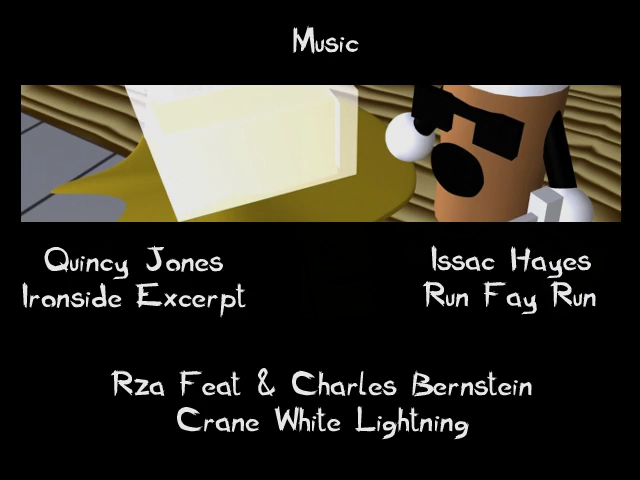 Music
Quincy Jones
Ironside Excerpt
Issac Hayes
Run Fay Run
Rza Feat & Charles Bernstein
Crane White Lightning